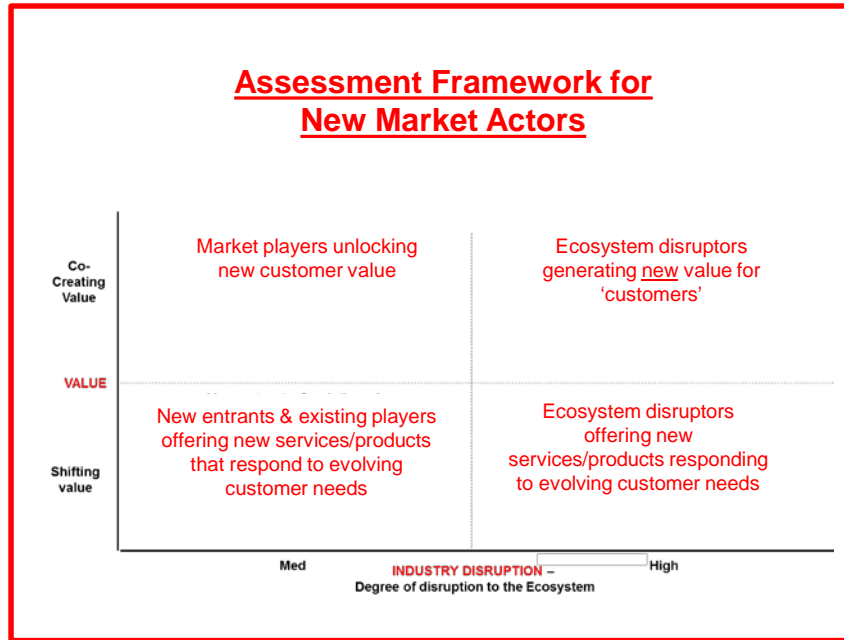 Assessment Framework for
New Market Actors
Market players unlocking
new customer value
Ecosystem disruptors
generating new value for
‘customers’
Co-
Creating
Value
VALUE
New entrants & existing players
offering new services/products
that respond to evolving
customer needs
Ecosystem disruptors
offering new
services/products responding
to evolving customer needs
Shifting
value
Med
INDUSTRY DISRUPTION –
High
Degree of disruption to the Ecosystem